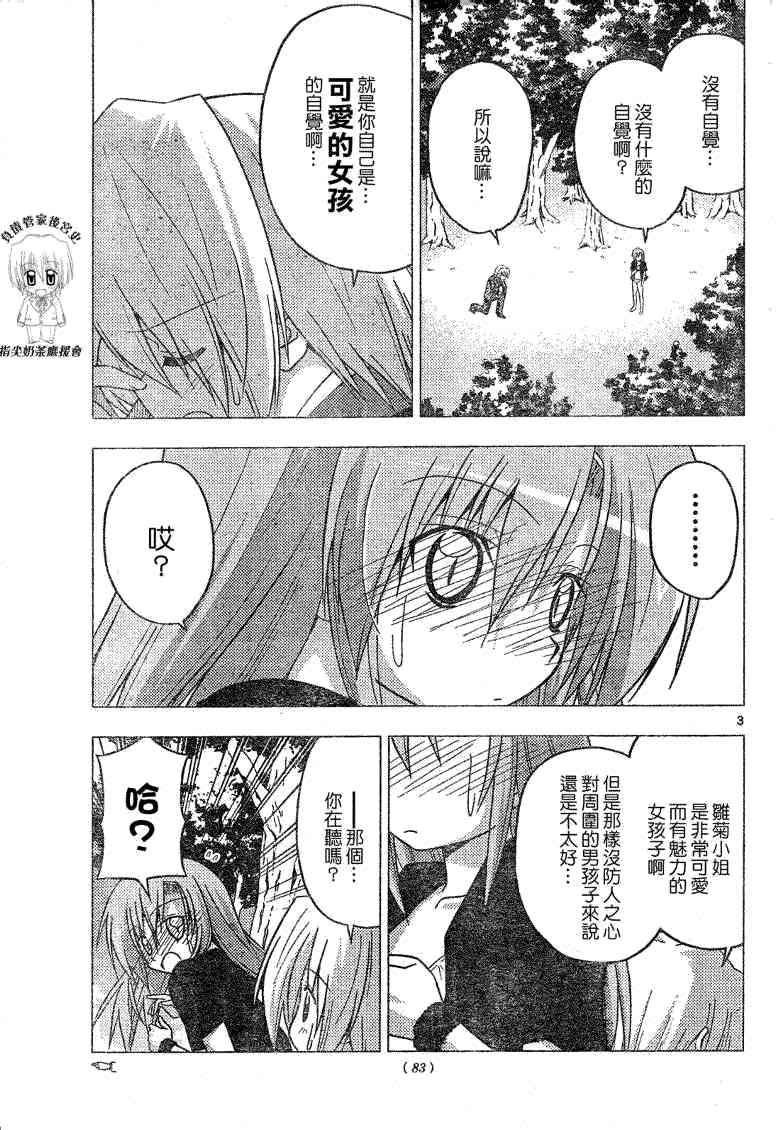 沒有自覺…
沒有什麼的
自覺啊？
所以說嘛…
就是你自己是…
可愛的女孩
的自覺啊…
負債管家後宮史
指尖奶茶應援會
………
哎？
3
雛菊小姐
是非常可愛
而有魅力的
女孩子啊
但是那樣沒防人之心
對周圍的男孩子來說
還是不太好…
——那個…
你在聽嗎？
哈？
(83)